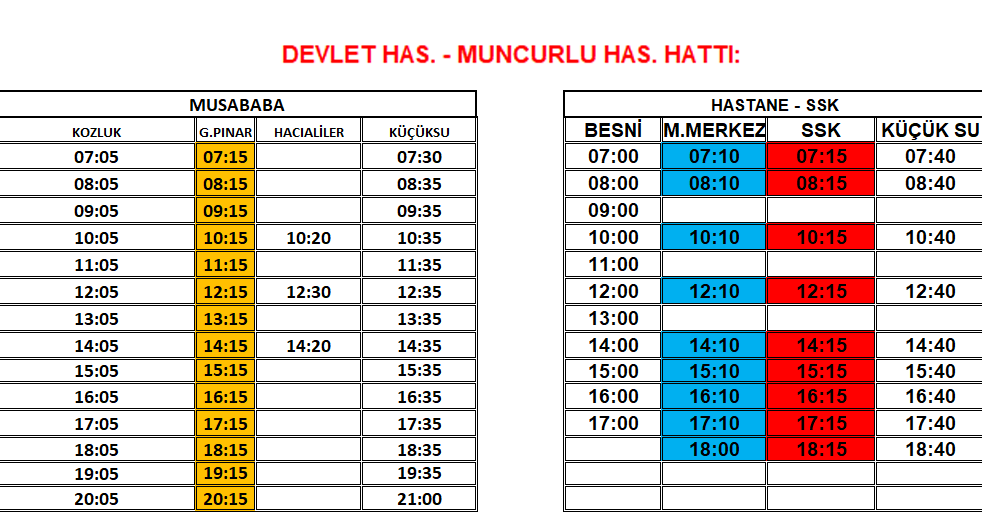 DEVLET HAS. - MUNCURLU HAS. HATTI:
MUSABABA
KOZLUK G.PINAR HACIALİLER KÜÇÜKSU
07:05 07:15 07:30
08:05 08:15 08:35
09:05 09:15 09:35
10:05 10:15 10:20 10:35
11:05 11:15 11:35
12:05 12:15 12:30 12:35
13:05 13:15 13:35
14:05 14:15 14:20 14:35
15:05 15:15 15:35
16:05 16:15 16:35
17:05 17:15 17:35
18:05 18:15 18:35
19:05 19:15 19:35
20:05 20:15 21:00
HASTANE - SSK
BESNİ M.MERKEZ SSK KÜÇÜK SU
07:00 07:10 07:15 07:40
08:00 08:10 08:15 08:40
09:00
10:00 10:10 10:15 10:40
11:00
12:00 12:10 12:15 12:40
13:00
14:00 14:10 14:15 14:40
15:00 15:10 15:15 15:40
16:00 16:10 16:15 16:40
17:00 17:10 17:15 17:40
18:00 18:15 18:40